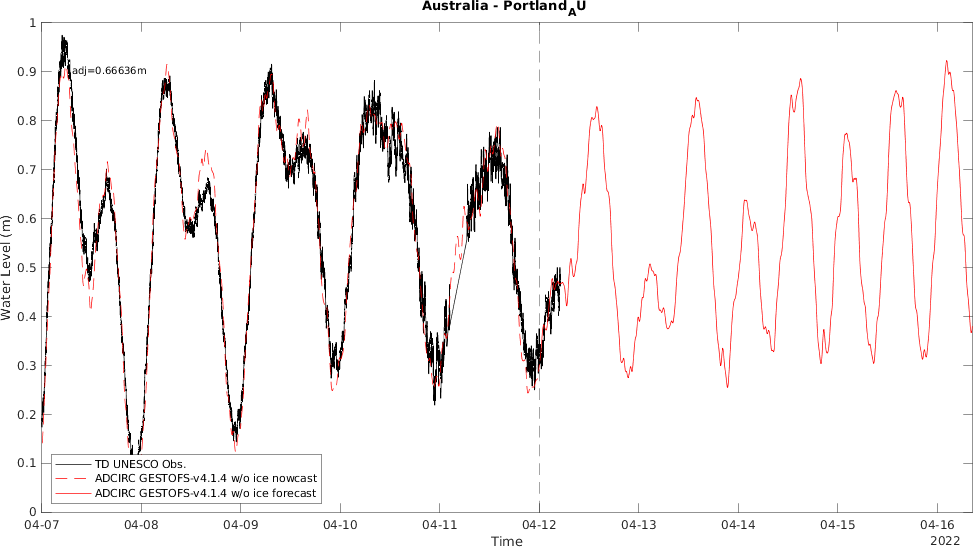 Australia - Portland_AU
adj=0.66636m
Water Level (m)
1
0.9
0.8
0.7
0.6
0.5
0.4
0.3
0.2
0.1
0
TD UNESCO Obs.
ADCIRC GESTOFS-v4.1.4 w/o ice nowcast
ADCIRC GESTOFS-v4.1.4 w/o ice forecast
04-07 04-08 04-09 04-10 04-11 04-12 04-13 04-14 04-15 04-16
Time
2022